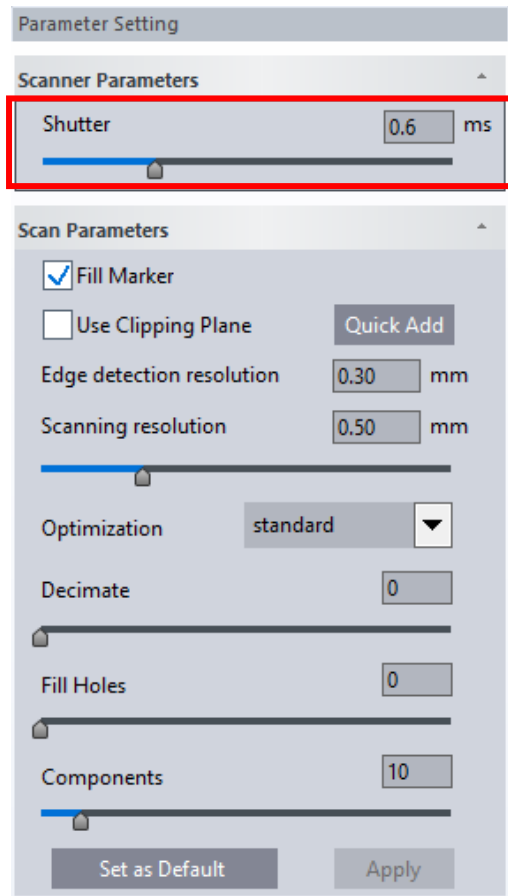 Parameter Setting
Scanner Parameters
Shutter 0.6 ms
Scan Parameters
Fill Marker
Use Clipping Plane Quick Add
Edge detection resolution 0.30 mm
Scanning resolution 0.50 mm
Optimization standard
Decimate 0
Fill Holes 0
Components 10
Set as Default Apply